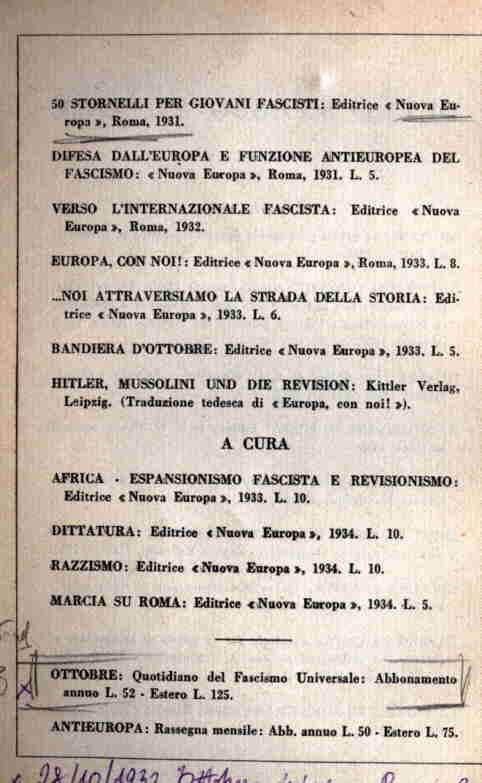 50 STORNELLI PER GIOVANI FASCISTI: Editrice « Nuova Eu-
ropa », Roma, 1931.
DIFESA DALL'EUROPA E FUNZIONE ANTIEUROPEA DEL
FASCISMO: « Nuova Europa », Roma, 1931. L. 5.
VERSO L'INTERNAZIONALE FASCISTA: Editrice « Nuova
Europa », Roma, 1932.
EUROPA, CON NOI!: Editrice « Nuova Europa », Roma, 1933. L. 8.
...NOI ATTRAVERSIAMO LA STRADA DELLA STORIA: Edi-
trice « Nuova Europa », 1933. L. 6.
BANDIERA D'OTTOBRE: Editrice « Nuova Europa », 1933. L. 5.
HITLER, MUSSOLINI UND DIE REVISION: Kittler Verlag,
Leipzig. (Traduzione tedesca di « Europa, con noi! »).
A CURA
AFRICA - ESPANSIONISMO FASCISTA E REVISIONISMO:
Editrice « Nuova Europa », 1933. L. 10.
DITTATURA: Editrice « Nuova Europa », 1934. L. 10.
RAZZISMO: Editrice « Nuova Europa », 1934. L. 10.
MARCIA SU ROMA: Editrice « Nuova Europa », 1934. L. 5.
OTTOBRE: Quotidiano del Fascismo Universale: Abbonamento
annuo L. 52 - Estero L. 125.
ANTIEUROPA: Rassegna mensile: Abb. annuo L. 50 - Estero L. 75.
28/10/1932